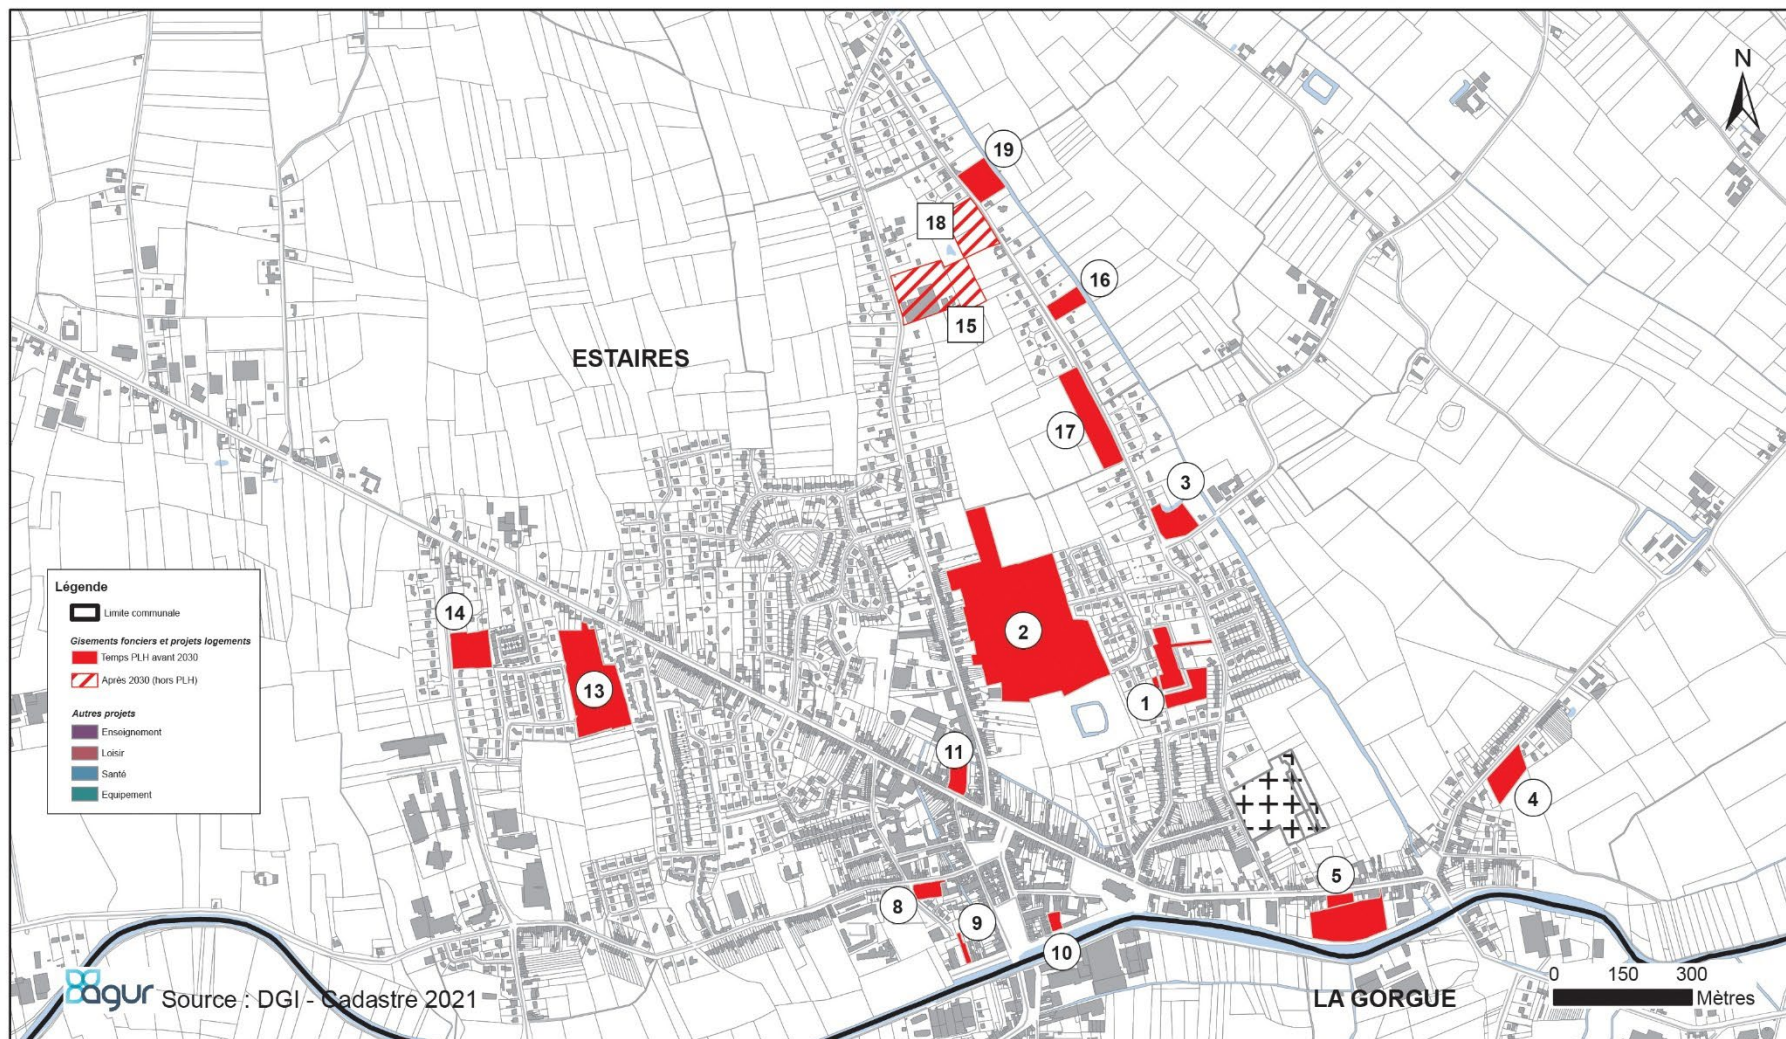 N
19
18
16
15
ESTAIRES
17
3
Légende
Limite communale
Gisements fonciers et projets logements
Temps PLH avant 2030
Après 2030 (hors PLH)
Autres projets
Enseignement
Loisir
Santé
Equipement
14
2
13
1
11
4
5
8
9
10
0 150 300
Mètres
LA GORGUE
agur Source : DGI - Cadastre 2021